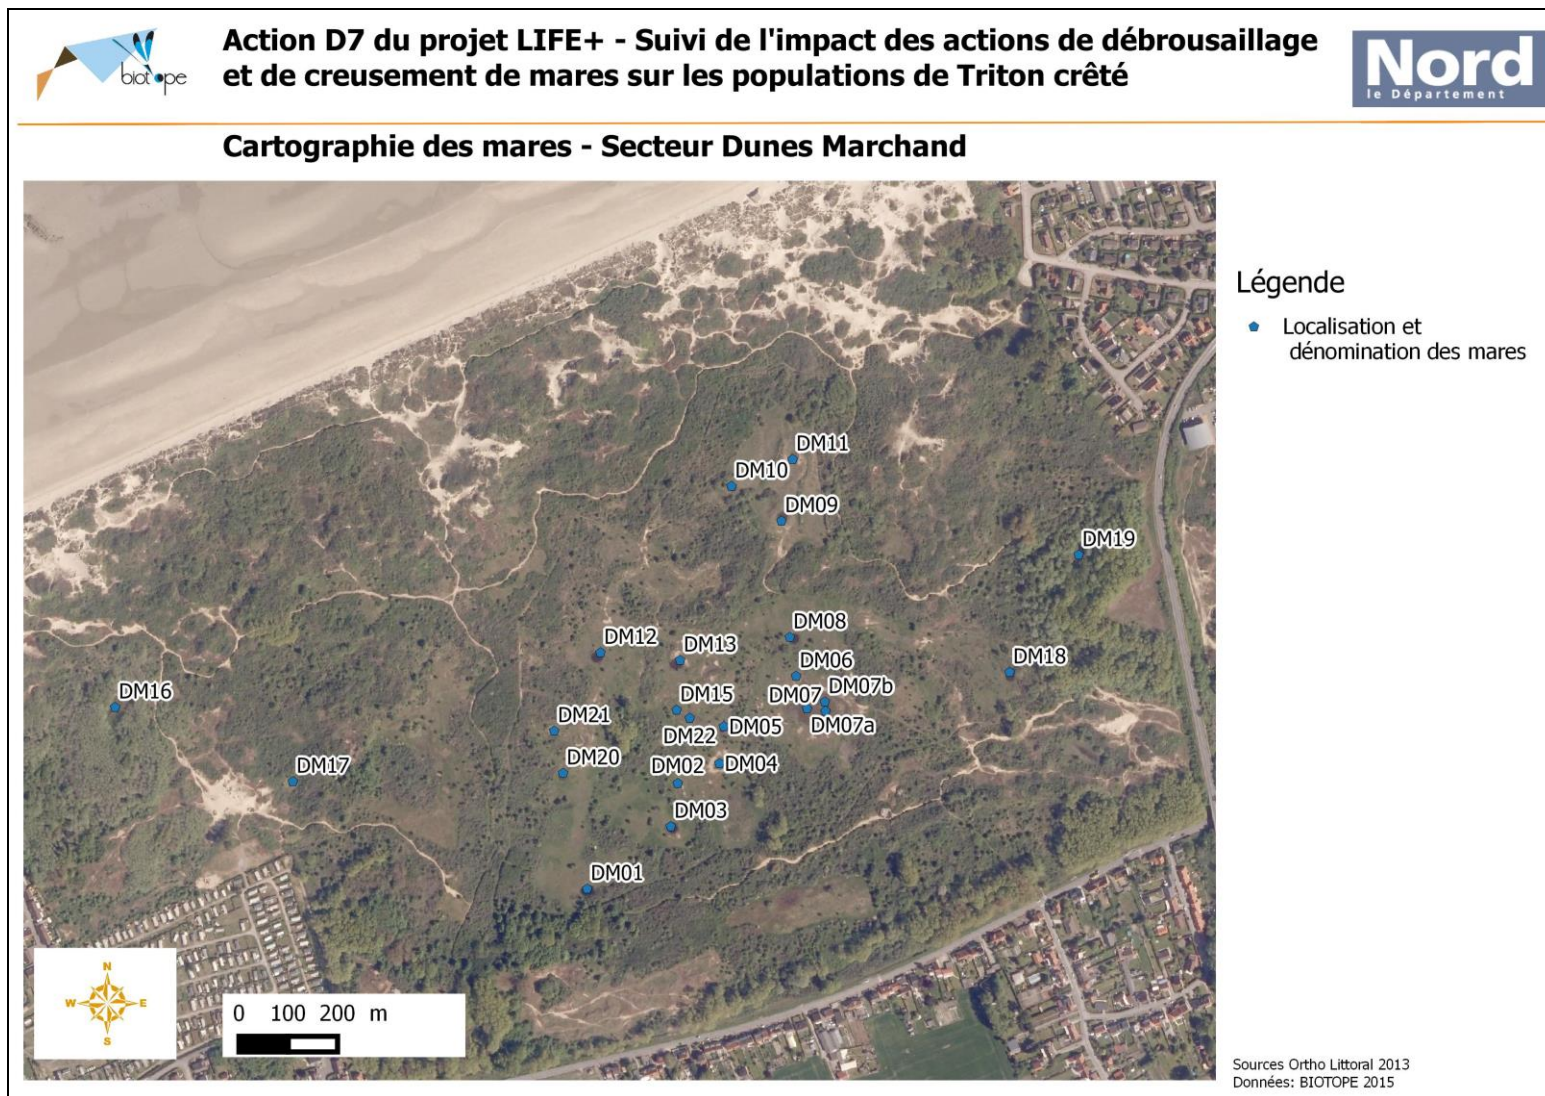 biotope
Action D7 du projet LIFE+ - Suivi de l'impact des actions de débrousaillage
et de creusement de mares sur les populations de Triton crêté
Nord
le Département
Cartographie des mares - Secteur Dunes Marchand
Légende
Localisation et
dénomination des mares
DM11
DM10
DM09
DM19
DM08
DM12
DM13
DM06
DM18
DM16
DM07b
DM07
DM15
DM21
DM22
DM05
DM07a
DM17
DM20
DM02
DM04
DM03
DM01
N
W E
S
0 100 200 m
Sources Ortho Littoral 2013
Données: BIOTOPE 2015